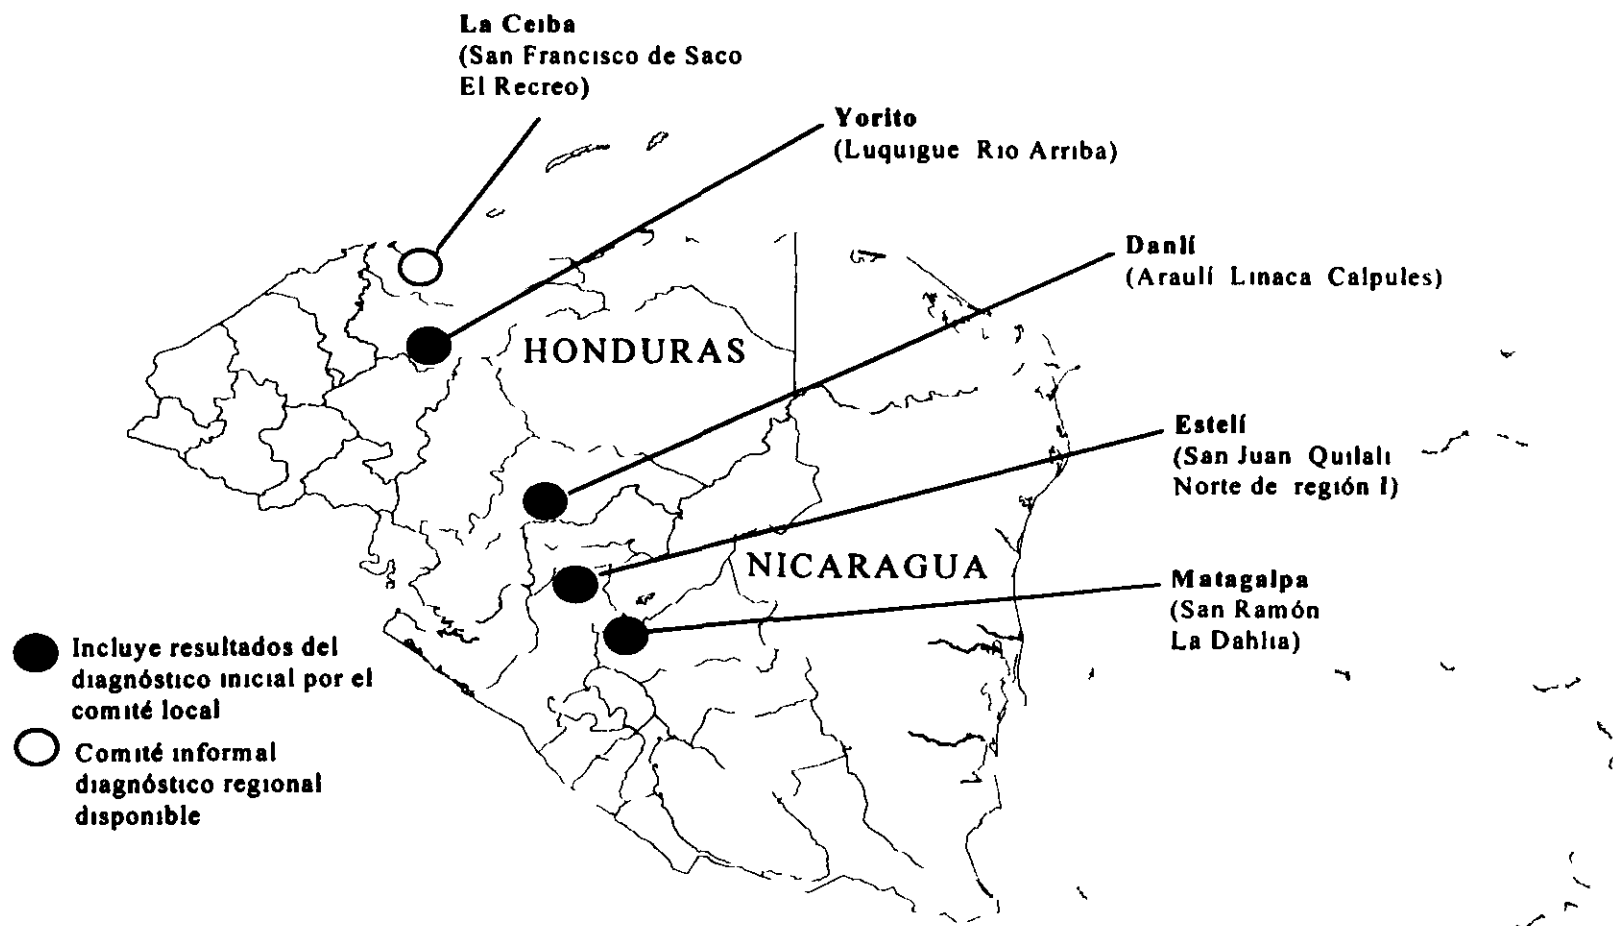 La Ceiba
(San Francisco de Saco
El Recreo)
Yorito
(Luquigue Rio Arriba)
Danlí
(Araulí Linaca Calpules)
HONDURAS
Estelí
(San Juan Quilali
Norte de región I)
NICARAGUA
Matagalpa
(San Ramón
La Dahlia)
Incluye resultados del
diagnóstico inicial por el
comité local
Comité informal
diagnóstico regional
disponible